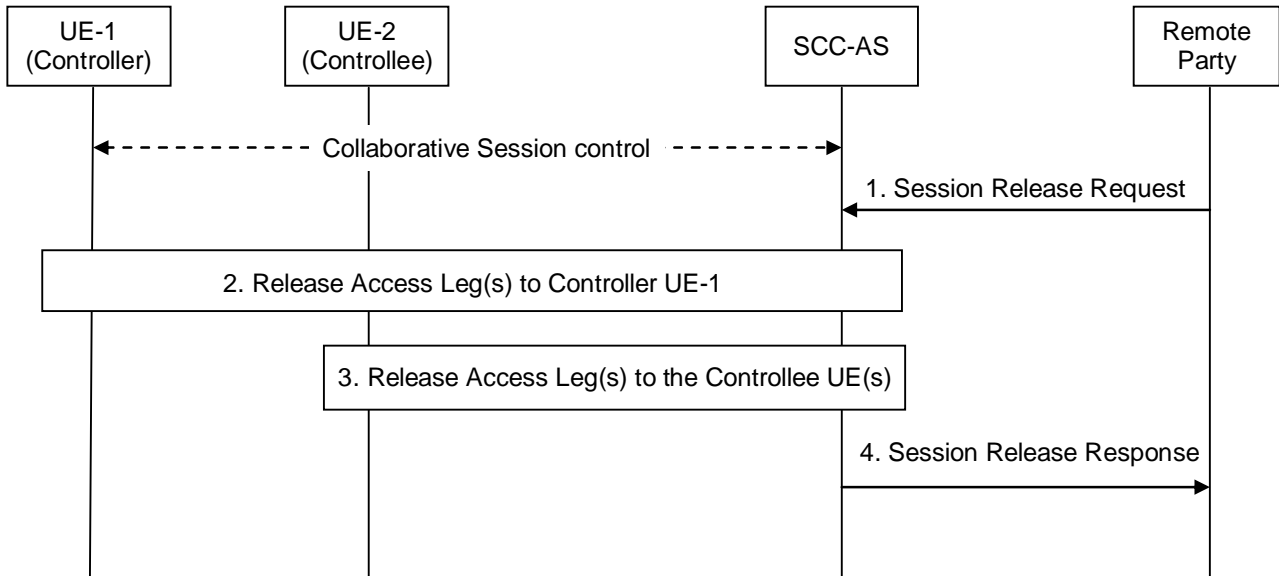 UE-1
(Controller)
UE-2
(Controllee)
SCC-AS
Remote
Party
Collaborative Session control
1. Session Release Request
2. Release Access Leg(s) to Controller UE-1
3. Release Access Leg(s) to the Controllee UE(s)
4. Session Release Response